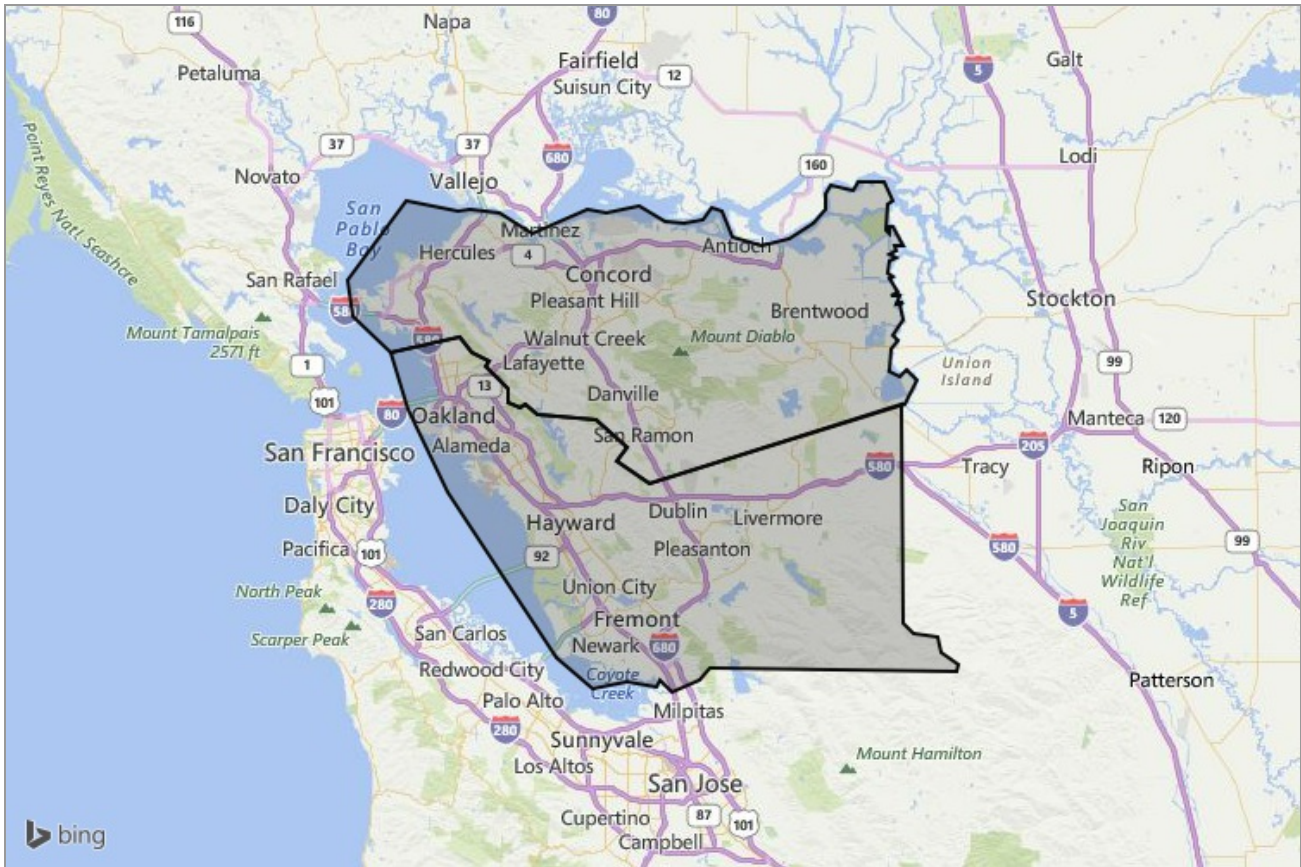 116
Napa
80
Petaluma
Fairfield
Suisun City
12
5
Galt
Point Reyes Natl Seashore
37
37
680
160
Lodi
Novato
Vallejo
San
Pablo
Bay
Martinez
Hercules
4
Antioch
San Rafael
Concord
580
Pleasant Hill
Brentwood
Stockton
Mount Tamalpais
2571 ft
580
Walnut Creek
Mount Diablo
1
Lafayette
Union
Island
99
101
13
Danville
80
Oakland
Manteca
120
Alameda
San Ramon
205
San Francisco
580
Tracy
Ripon
Daly City
Dublin
Hayward
Livermore
San
Joaquin
Riv
Nat'l
Wildlife
Ref
Pacifica
101
92
Pleasanton
580
99
North Peak
280
Union City
5
Scarper Peak
San Carlos
Fremont
Newark
680
Redwood City
Coyote
Creek
Patterson
Palo Alto
Milpitas
280
Sunnyvale
Mount Hamilton
Los Altos
San Jose
Cupertino
87
101
Campbell
bing